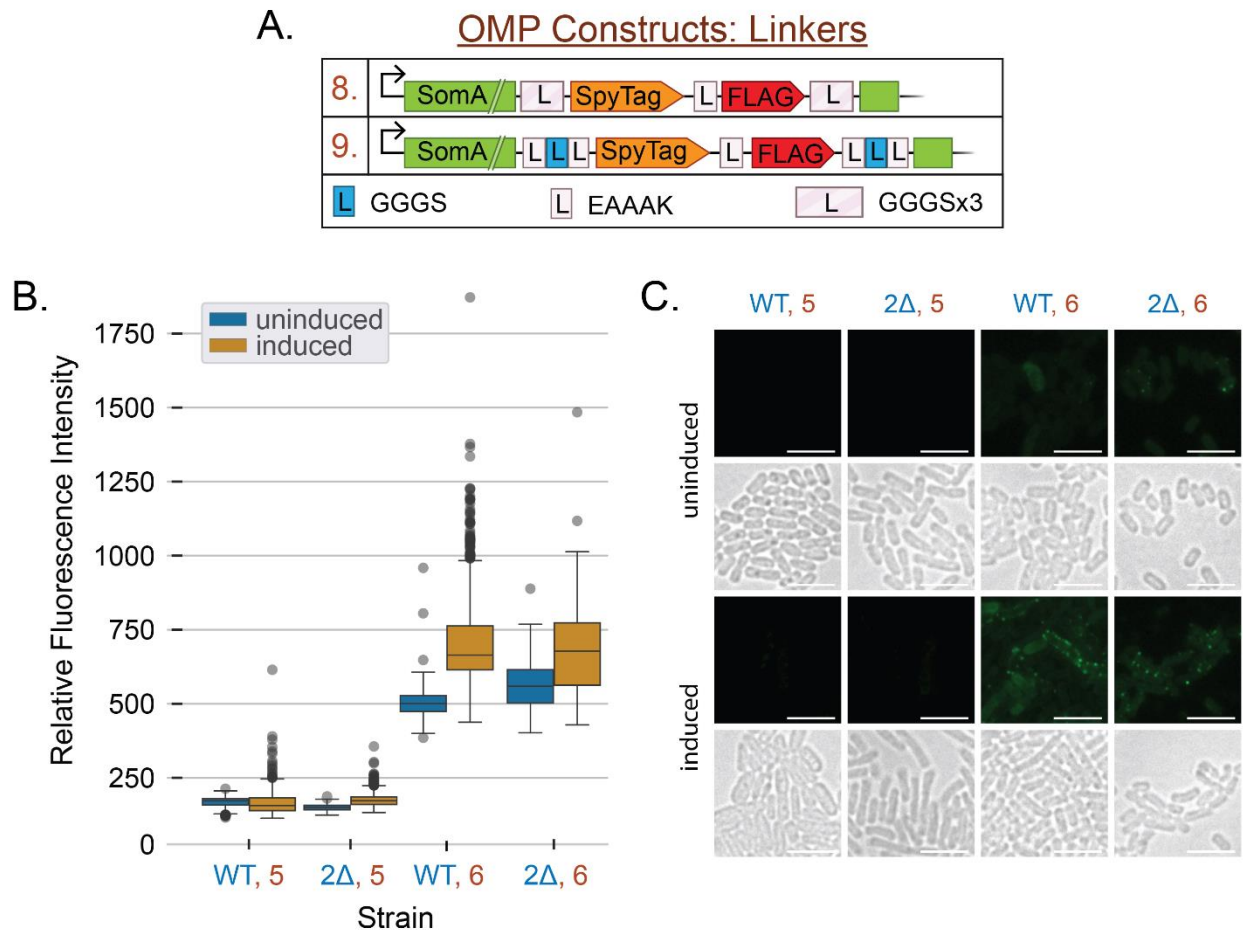 A. OMP Constructs: Linkers
8. SomA L SpyTag L FLAG L
9. SomA L L L SpyTag L FLAG L L L
L GGGS L EAAAK L GGGSx3
B.
uninduced
induced
Relative Fluorescence Intensity
1750
1500
1250
1000
750
500
250
0
WT, 5 2Δ, 5 WT, 6 2Δ, 6
Strain
C. WT, 5 2Δ, 5 WT, 6 2Δ, 6
uninduced
induced